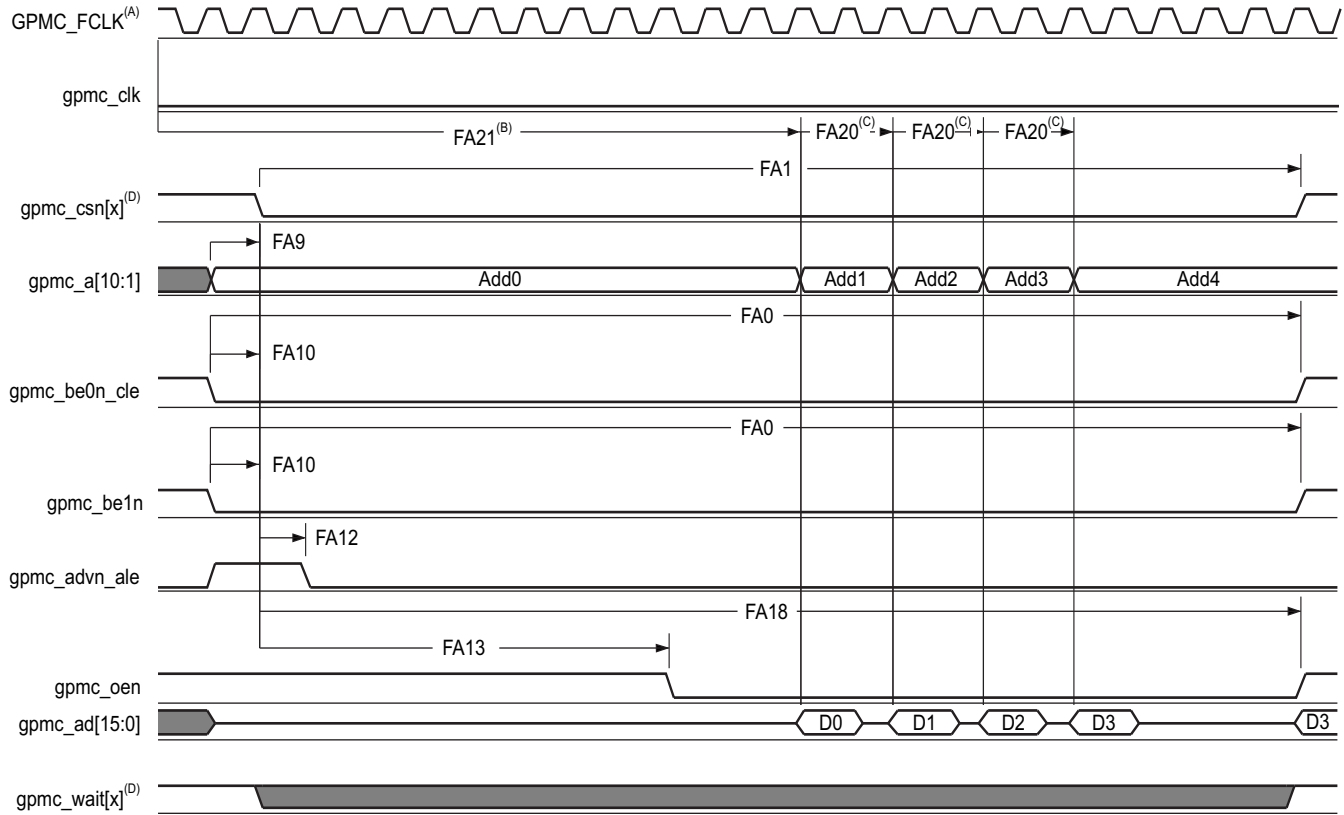 GPMC_FCLK(A)
gpmc_clk
FA21(B) FA20(C) FA20(C) FA20(C)
FA1
gpmc_csn[x](D)
FA9
gpmc_a[10:1] Add0 Add1 Add2 Add3 Add4
FA0
FA10
gpmc_be0n_cle
FA0
FA10
gpmc_be1n
FA12
gpmc_advn_ale
FA18
FA13
gpmc_oen
gpmc_ad[15:0] D0 D1 D2 D3 D3
gpmc_wait[x](D)